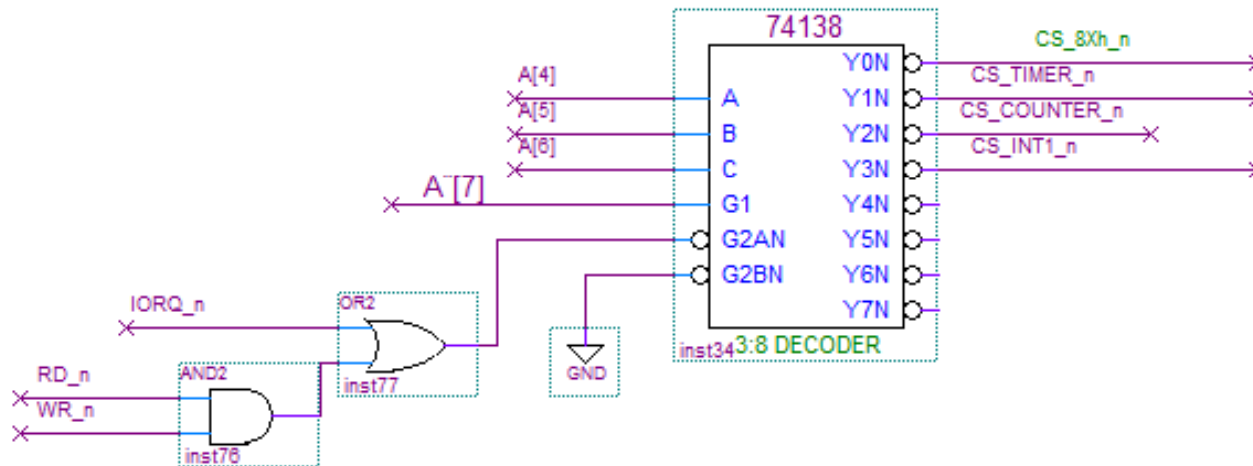 74138
CS_8Xh_n
Y0N
CS_TIMER_n
A[4]
A
Y1N
CS_COUNTER_n
A[5]
B
Y2N
CS_INT1_n
A[6]
C
Y3N
A¯[7]
G1
Y4N
G2AN
Y5N
G2BN
Y6N
Y7N
inst34
3:8 DECODER
GND
OR2
IORQ_n
inst77
AND2
RD_n
WR_n
inst76